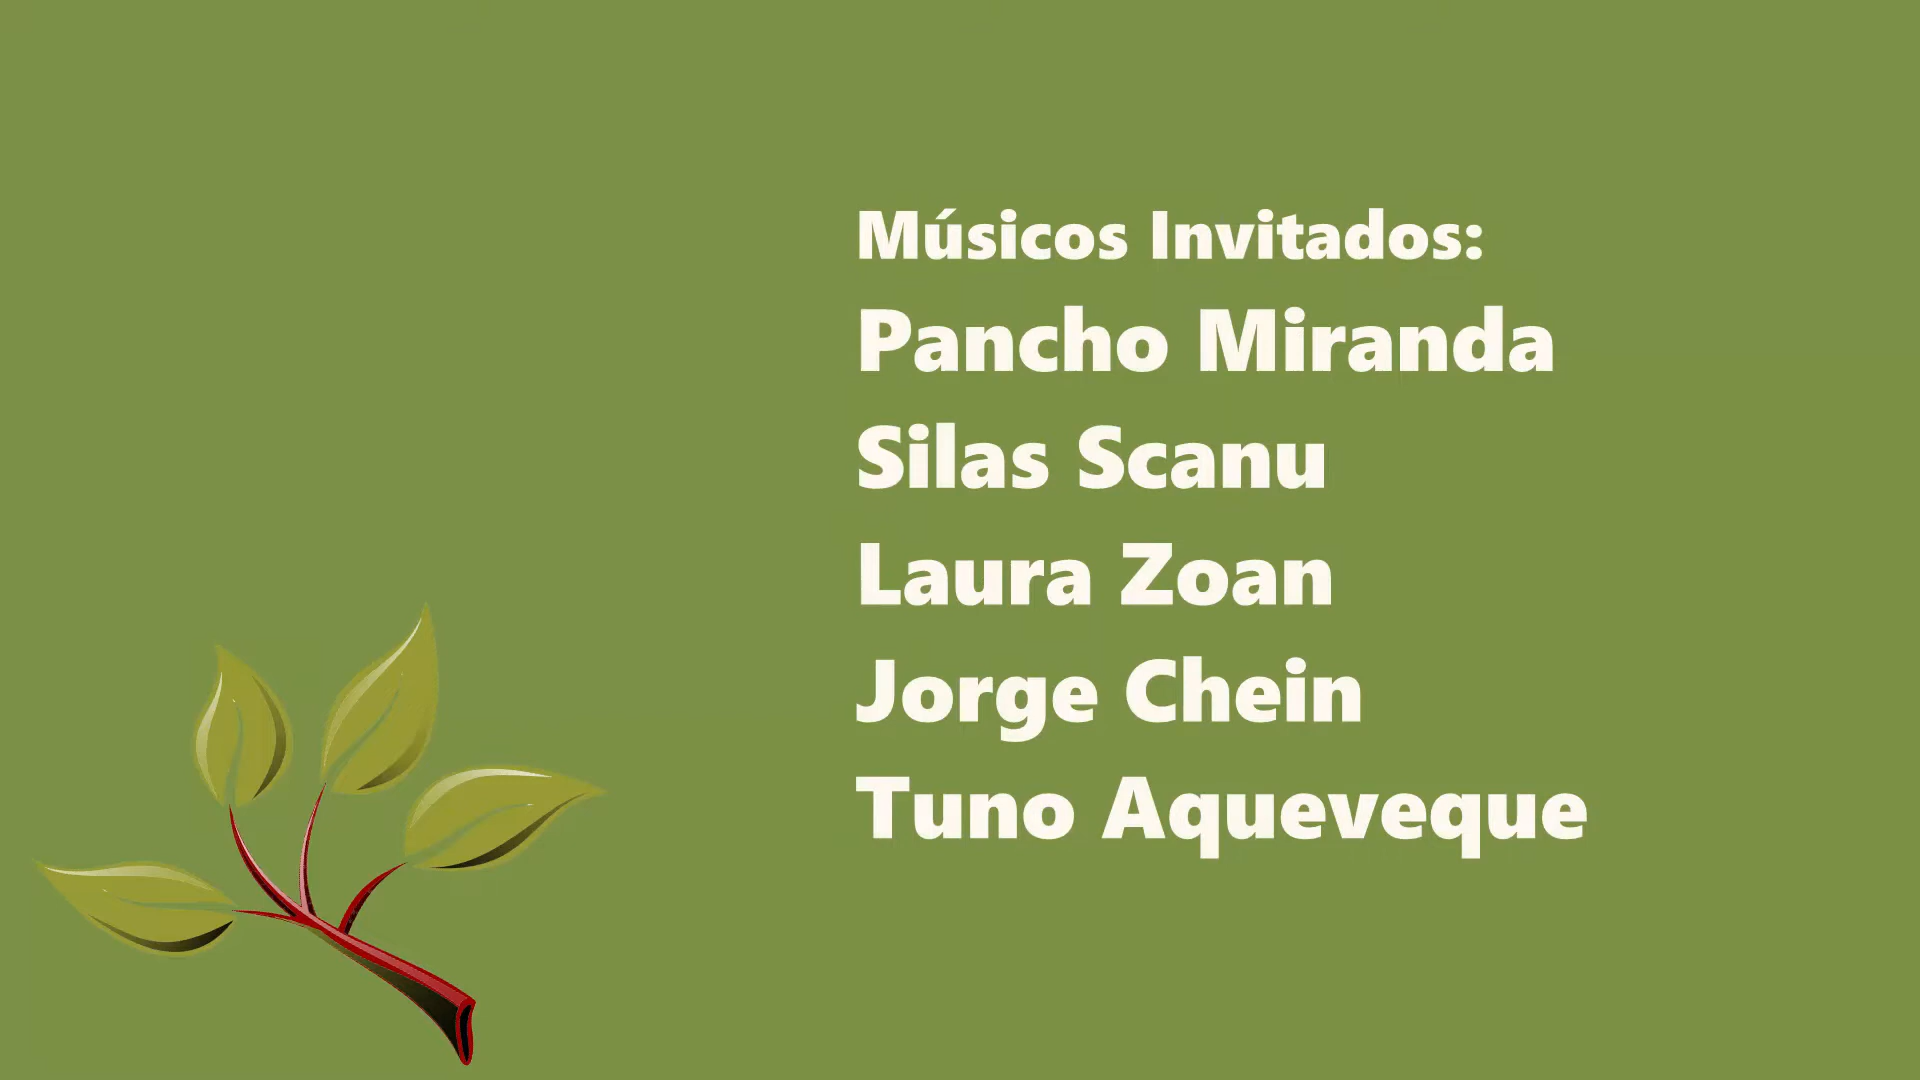 Músicos Invitados:
Pancho Miranda
Silas Scanu
Laura Zoan
Jorge Chein
Tuno Aqueveque